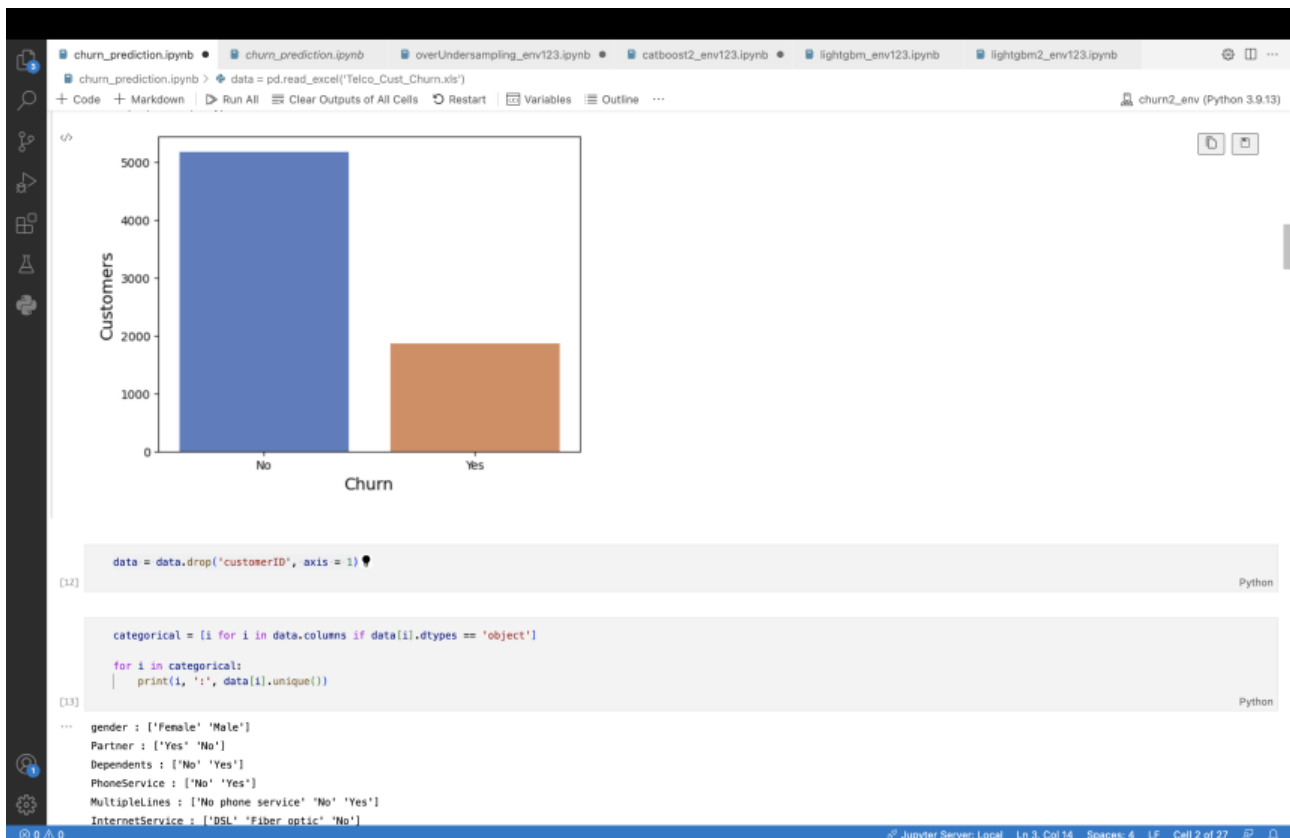 churn_prediction.ipynb churn_prediction.ipynb overUndersampling_env123.ipynb catboost2_env123.ipynb lightgbm_env123.ipynb lightgbm2_env123.ipynb
churn_prediction.ipynb > data = pd.read_excel('Telco_Cust_Churn.xls')
+ Code + Markdown Run All Clear Outputs of All Cells Restart Variables Outline ... churn2_env (Python 3.9.13)
3
5000
4000
3000
2000
1000
0
Customers
No Yes
Churn
data = data.drop('customerID', axis = 1)
[12] Python
categorical = [i for i in data.columns if data[i].dtypes == 'object']
for i in categorical:
print(i, ':', data[i].unique())
[13] Python
... gender : ['Female' 'Male']
Partner : ['Yes' 'No']
Dependents : ['No' 'Yes']
PhoneService : ['No' 'Yes']
MultipleLines : ['No phone service' 'No' 'Yes']
InternetService : ['DSL' 'Fiber optic' 'No']
1
0 0 Jupyter Server: Local Ln 3, Col 14 Spaces: 4 LF Cell 2 of 27